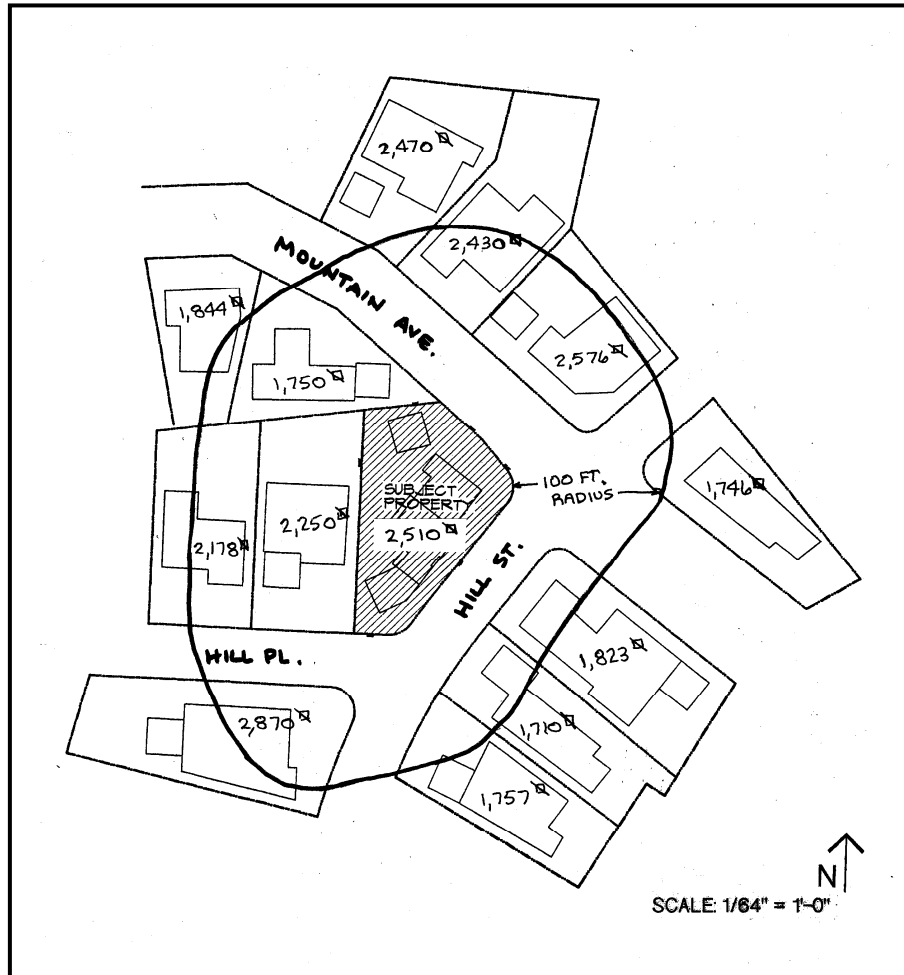 2,470
2,430
MOUNTAIN AVE.
1,844
2,576
1,750
100 FT.
RADIUS
1,746
SUBJECT
PROPERTY
2,510
2,250
2,178
HILL ST.
HILL PL.
1,823
2,870
1,710
1,757
N
SCALE: 1/64" = 1'-0"